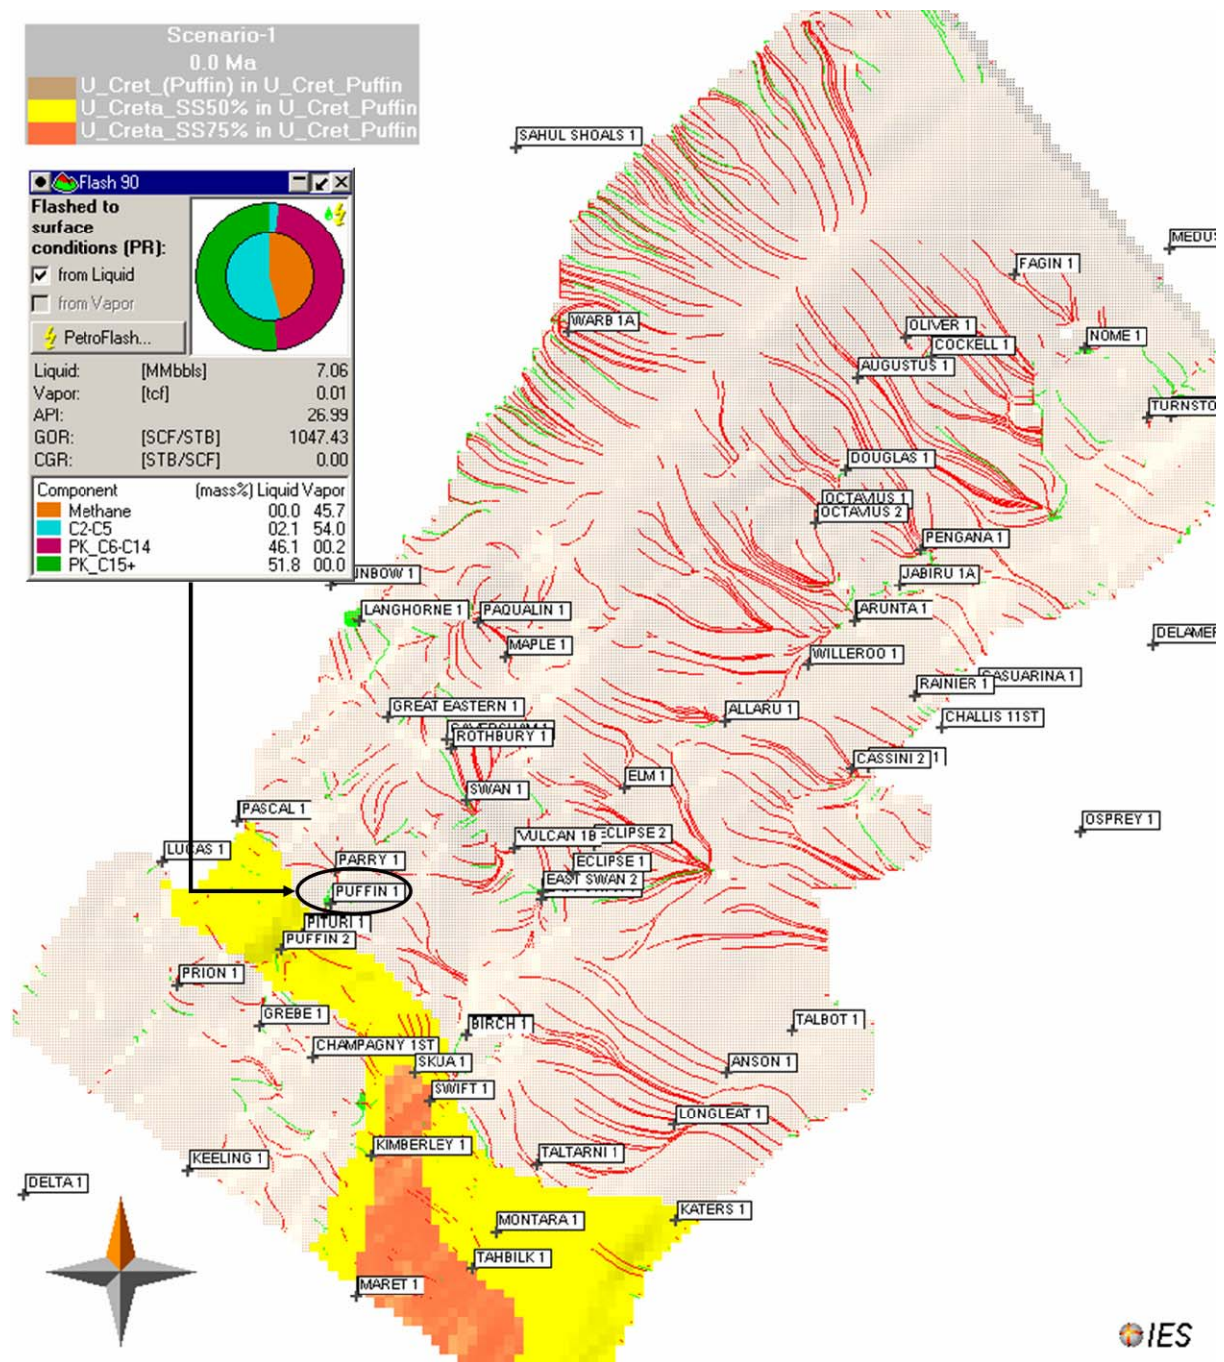 Scenario-1
0.0 Ma
U_Cret_(Puffin) in U_Cret_Puffin
U_Creta_SS50% in U_Cret_Puffin
U_Creta_SS75% in U_Cret_Puffin
SAHUL SHOALS 1
Flash 90
Flashed to
surface
conditions (PR):
from Liquid
from Vapor
PetroFlash...
Liquid: [MMbbls] 7.06
Vapor: [tcf] 0.01
API: 26.99
GOR: [SCF/STB] 1047.43
CGR: [STB/SCF] 0.00
Component (mass%) Liquid Vapor
Methane 00.0 45.7
C2-C5 02.1 54.0
PK_C6-C14 46.1 00.2
PK_C15+ 51.8 00.0
MEDUS
FAGIN 1
WARB 1A
OLIVER 1
COCKELL 1
NOME 1
AUGUSTUS 1
TURNSTO
DOUGLAS 1
OCTAVIUS 1
OCTAVIUS 2
PENGANA 1
JABIRU 1A
INBOW 1
LANGHORNE 1
PAQUALIN 1
ARUNTA 1
MAPLE 1
WILLEROO 1
DELAMER
RAINIER 1
CASUARINA 1
GREAT EASTERN 1
ALLARU 1
CHALLIS 11ST
ROTHBURY 1
CASSINI 2
1
ELM 1
SWAN 1
PASCAL 1
OSPREY 1
VULCAN 1B
ECLIPSE 2
LUCAS 1
PARRY 1
ECLIPSE 1
EAST SWAN 2
PUFFIN 1
PITURI 1
PUFFIN 2
PRION 1
GREBE 1
BIRCH 1
TALBOT 1
CHAMPAGNY 1ST
SKUA 1
ANSON 1
SWIFT 1
LONGLEAT 1
KIMBERLEY 1
TALTARNI 1
KEELING 1
DELTA 1
KATERS 1
MONTARA 1
TAHBILK 1
MARET 1
IES